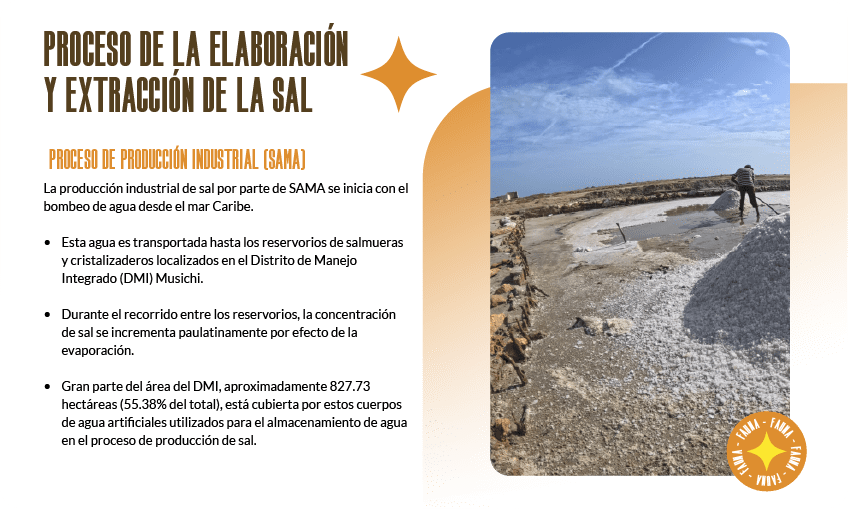 PROCESO DE LA ELABORACIÓN
Y EXTRACCIÓN DE LA SAL
PROCESO DE PRODUCCIÓN INDUSTRIAL (SAMA)
La producción industrial de sal por parte de SAMA se inicia con el
bombeo de agua desde el mar Caribe.
• Esta agua es transportada hasta los reservorios de salmueras
y cristalizaderos localizados en el Distrito de Manejo
Integrado (DMI) Musichi.
• Durante el recorrido entre los reservorios, la concentración
de sal se incrementa paulatinamente por efecto de la
evaporación.
• Gran parte del área del DMI, aproximadamente 827.73
hectáreas (55.38% del total), está cubierta por estos cuerpos
de agua artificiales utilizados para el almacenamiento de agua
en el proceso de producción de sal.
FAUNA - FAUNA - FAUNA - FAUNA - FAUNA -